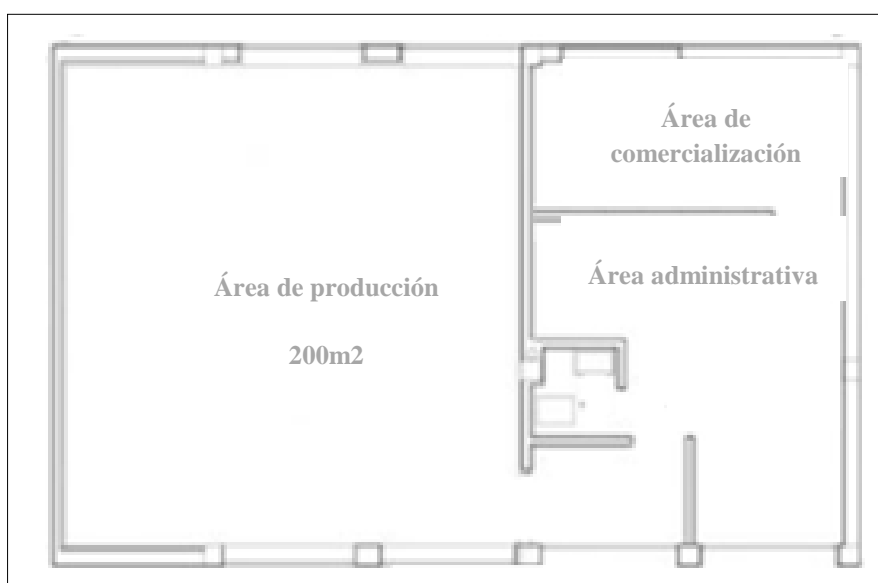 Área de
comercialización
Área administrativa
Área de producción
200m2